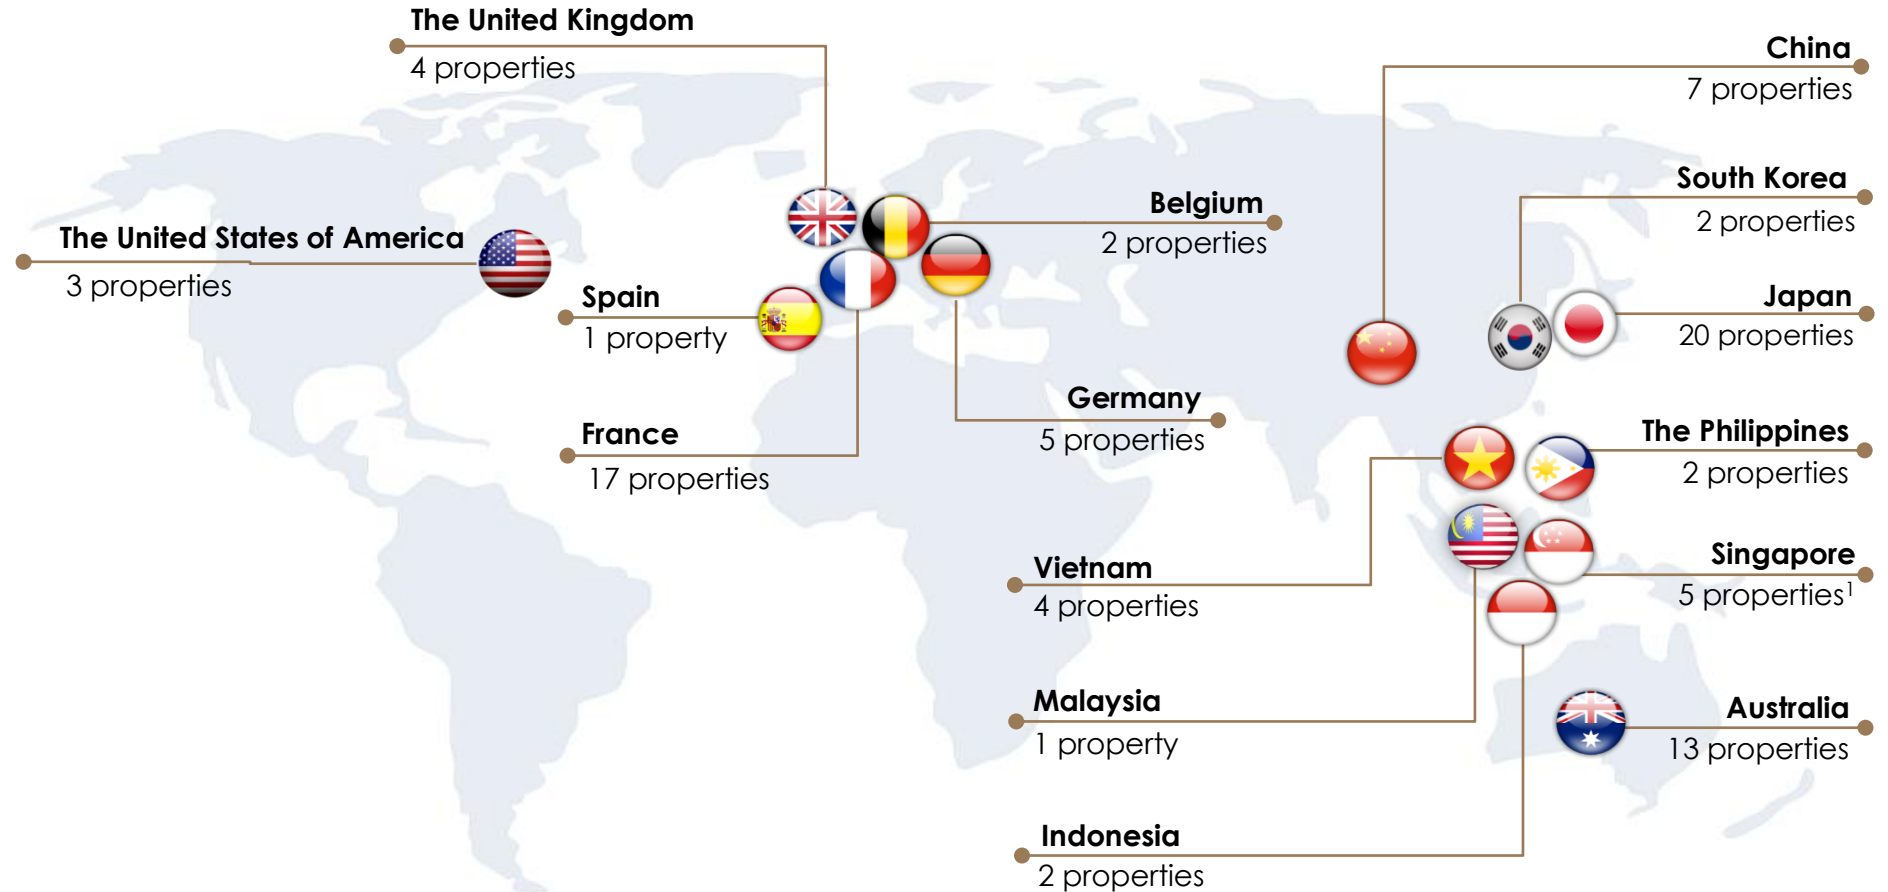 The United Kingdom
4 properties
China
7 properties
South Korea
2 properties
Belgium
2 properties
The United States of America
3 properties
Spain
1 property
Japan
20 properties
Germany
5 properties
France
17 properties
The Philippines
2 properties
Vietnam
4 properties
Singapore
5 properties¹
Malaysia
1 property
Australia
13 properties
Indonesia
2 properties